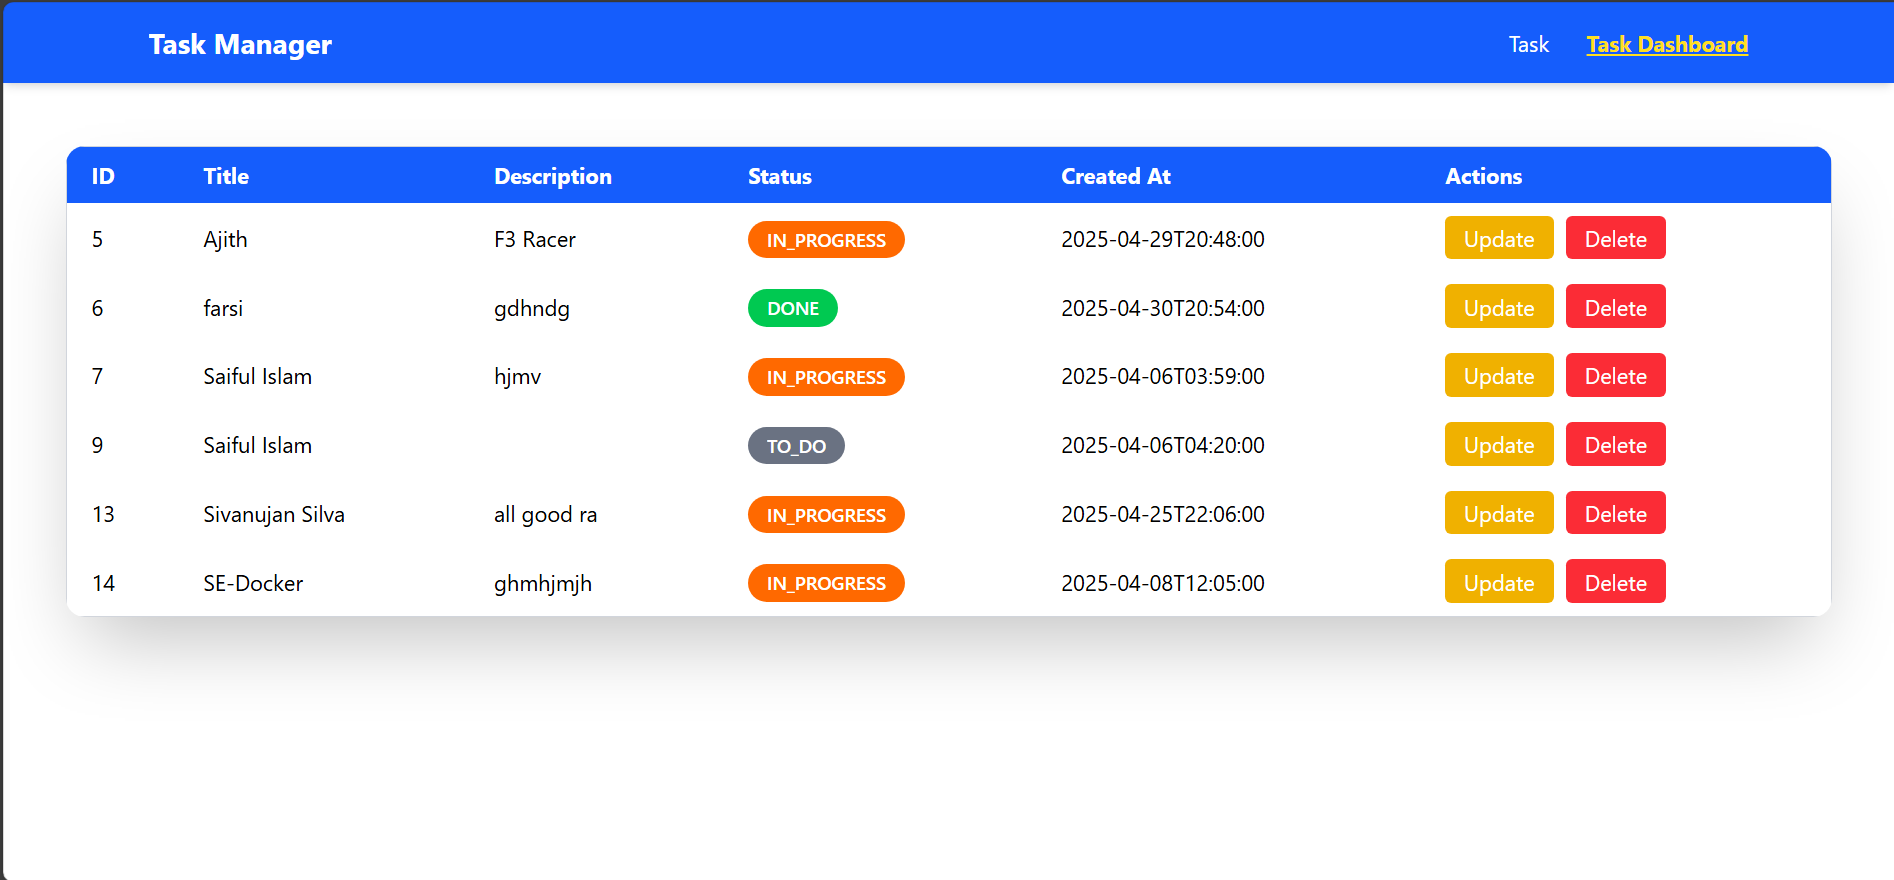 Task Manager Task Task Dashboard
ID Title Description Status Created At Actions
5 Ajith F3 Racer IN_PROGRESS 2025-04-29T20:48:00 Update Delete
6 farsi gdhndg DONE 2025-04-30T20:54:00 Update Delete
7 Saiful Islam hjmv IN_PROGRESS 2025-04-06T03:59:00 Update Delete
9 Saiful Islam TO_DO 2025-04-06T04:20:00 Update Delete
13 Sivanujan Silva all good ra IN_PROGRESS 2025-04-25T22:06:00 Update Delete
14 SE-Docker ghmhjmjh IN_PROGRESS 2025-04-08T12:05:00 Update Delete